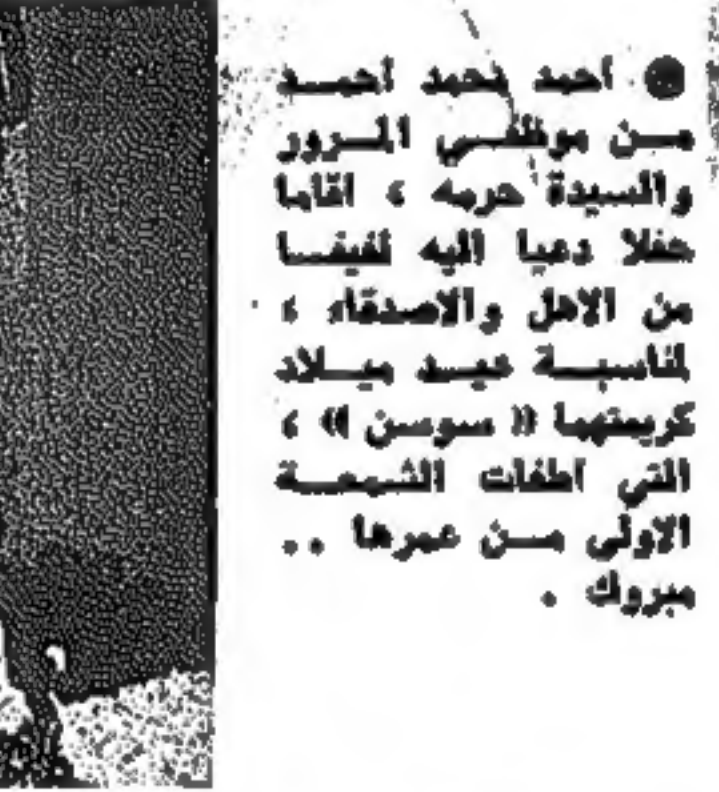 ● احمد محمد احمد
من موظفي المرور
والسيدة حرمه ، اقاما
حفلا دعيا اليه لفيفا
من الاهل والاصدقاء ،
لمناسبة عيد ميلاد
كريمتهما « سوسن » ،
التي اطفات الشمعة
الاولى من عمرها ..
مبروك .